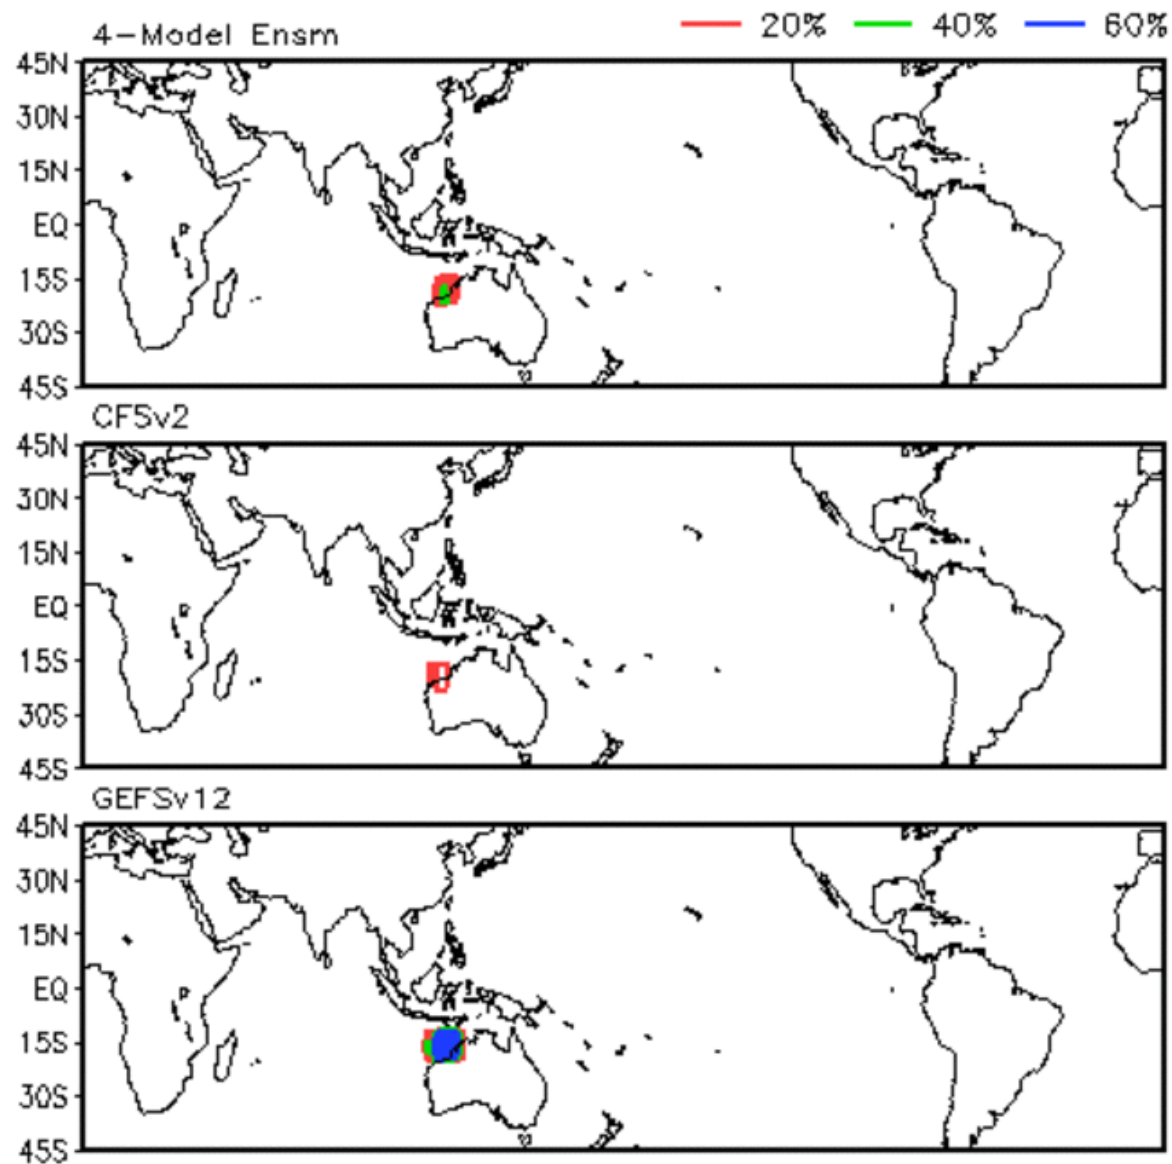 4-Model Ensm 20% 40% 60%
45N
30N
15N
EQ
15S
30S
45S
CFSv2
45N
30N
15N
EQ
15S
30S
45S
GEFSv12
45N
30N
15N
EQ
15S
30S
45S